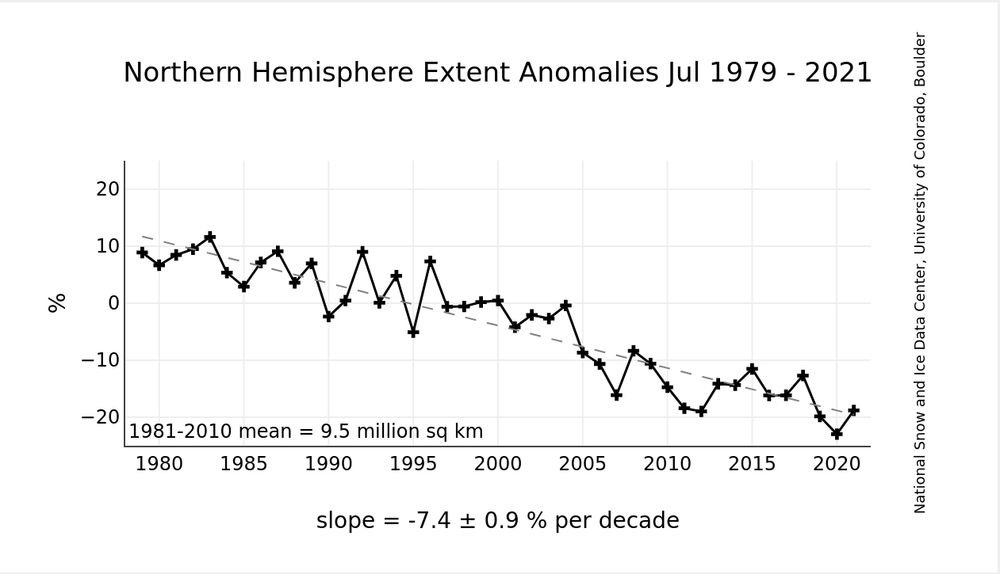 Northern Hemisphere Extent Anomalies Jul 1979 - 2021
National Snow and Ice Data Center, University of Colorado, Boulder
%
20
10
0
−10
−20
1981-2010 mean = 9.5 million sq km
1980 1985 1990 1995 2000 2005 2010 2015 2020
slope = -7.4 ± 0.9 % per decade